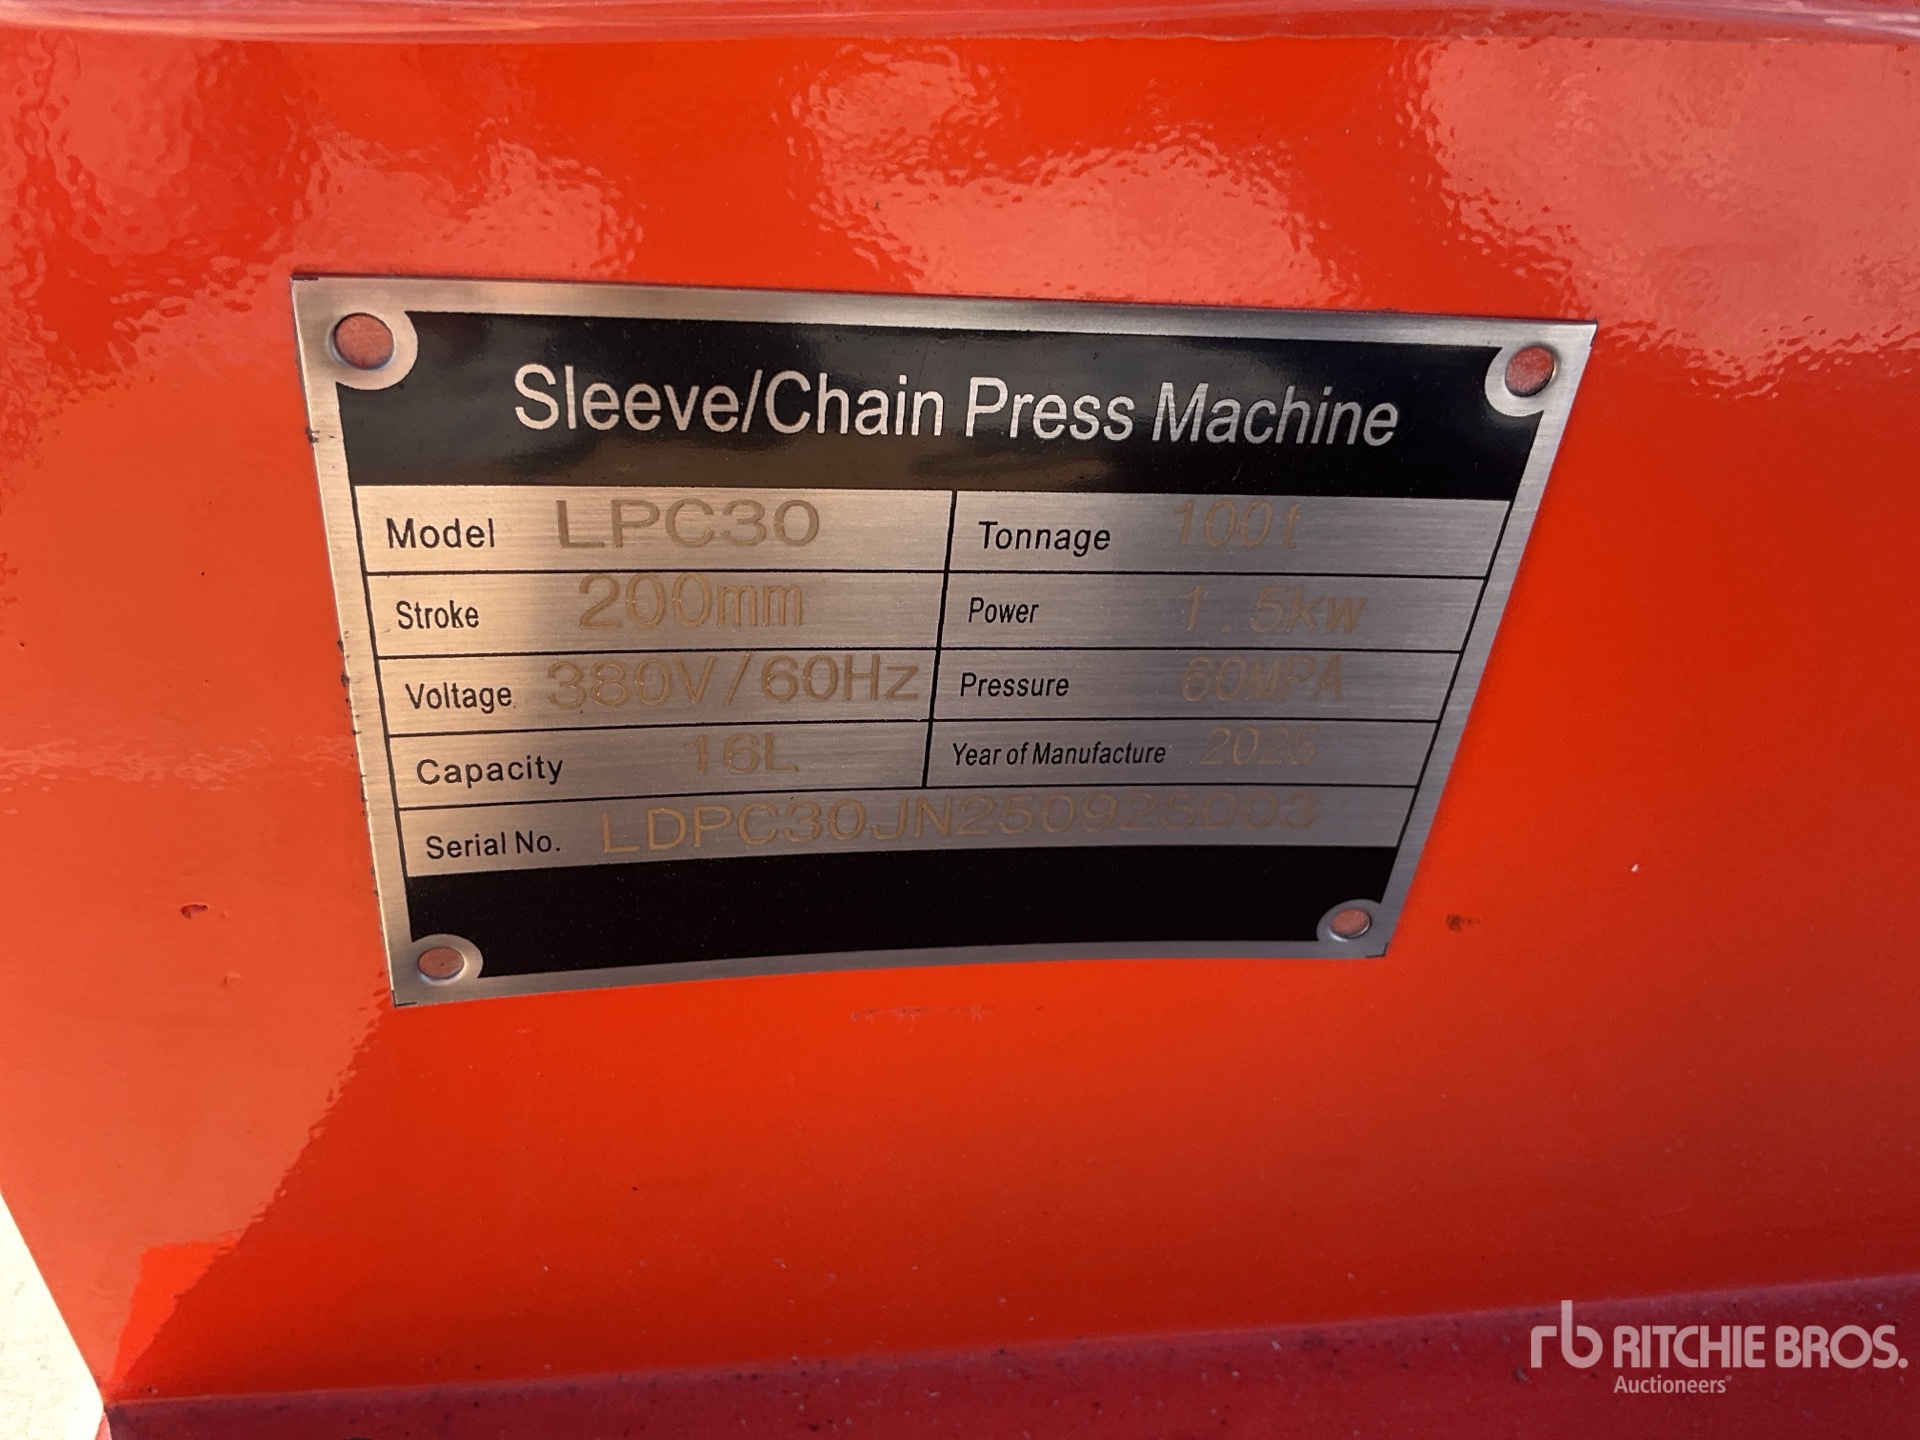 Sleeve/Chain Press Machine
Model LPC30 Tonnage 100t
Stroke 200mm Power 1.5kw
Voltage 380V/60Hz Pressure 60MPA
Capacity 16L Year of Manufacture 2025
Serial No. LDPC30JN250925003
rb RITCHIE BROS.
Auctioneers®